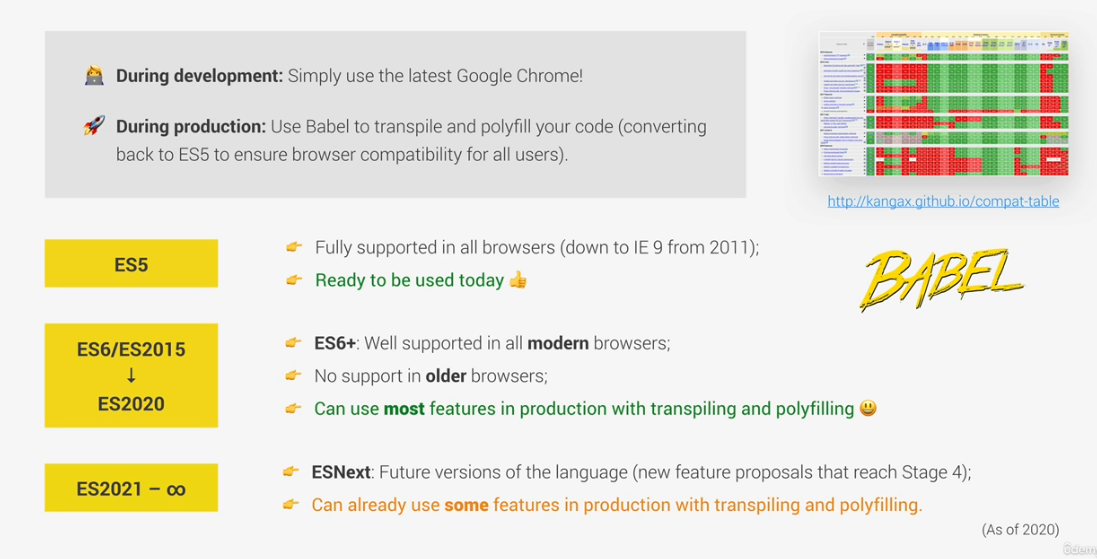 During development: Simply use the latest Google Chrome!
During production: Use Babel to transpile and polyfill your code (converting
back to ES5 to ensure browser compatibility for all users).
http://kangax.github.io/compat-table
ES5
Fully supported in all browsers (down to IE 9 from 2011);
Ready to be used today
BABEL
ES6/ES2015
↓
ES2020
ES6+: Well supported in all modern browsers;
No support in older browsers;
Can use most features in production with transpiling and polyfilling
ES2021 – ∞
ESNext: Future versions of the language (new feature proposals that reach Stage 4);
Can already use some features in production with transpiling and polyfilling.
(As of 2020)
ûdemy